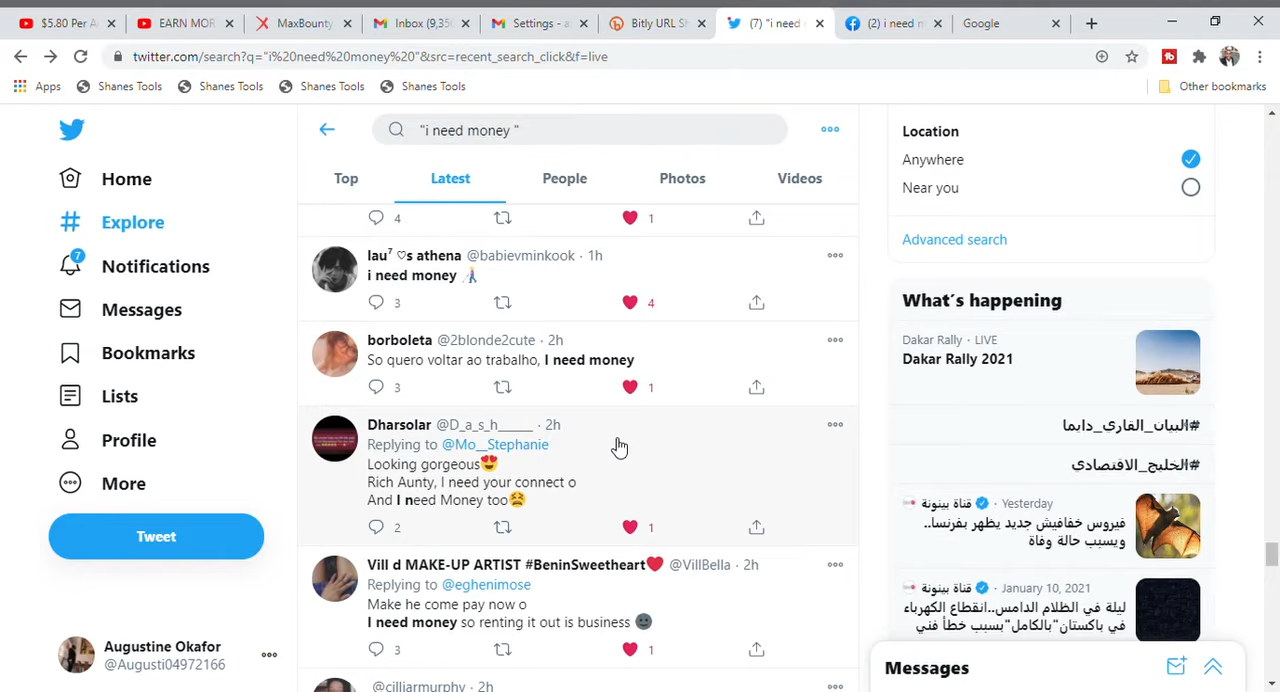 $5.80 Per A
EARN MOR
MaxBounty
Inbox (9,35
Settings - a
Bitly URL Sh
(7) "i need
(2) i need m
Google
twitter.com/search?q="i%20need%20money%20"&src=recent_search_click&f=live
Apps
Shanes Tools
Shanes Tools
Shanes Tools
Shanes Tools
Other bookmarks
Home
Explore
7
Notifications
Messages
Bookmarks
Lists
Profile
More
Tweet
Augustine Okafor
@Augusti04972166
"i need money "
Top
Latest
People
Photos
Videos
4
1
lau⁷ ♡s athena @babievminkook · 1h
i need money
3
4
borboleta @2blonde2cute · 2h
So quero voltar ao trabalho, I need money
3
1
Dharsolar @D_a_s_h_____ · 2h
Replying to @Mo__Stephanie
Looking gorgeous😍
Rich Aunty, I need your connect o
And I need Money too😫
2
1
Vill d MAKE-UP ARTIST #BeninSweetheart❤ @VillBella · 2h
Replying to @eghenimose
Make he come pay now o
I need money so renting it out is business 🌚
3
1
@cilliarmurphy · 2h
Location
Anywhere
Near you
Advanced search
What's happening
Dakar Rally · LIVE
Dakar Rally 2021
#البيان_القارى_دايما
#الخليج_الاقتصادي
قناة بينونة · Yesterday
فيروس خفافيش جديد يظهر بفرنسا..
ويسبب حالة وفاة
قناة بينونة · January 10, 2021
ليلة في الظلام الدامس..انقطاع الكهرباء
في باكستان"بالكامل"بسبب خطأ فني
Messages